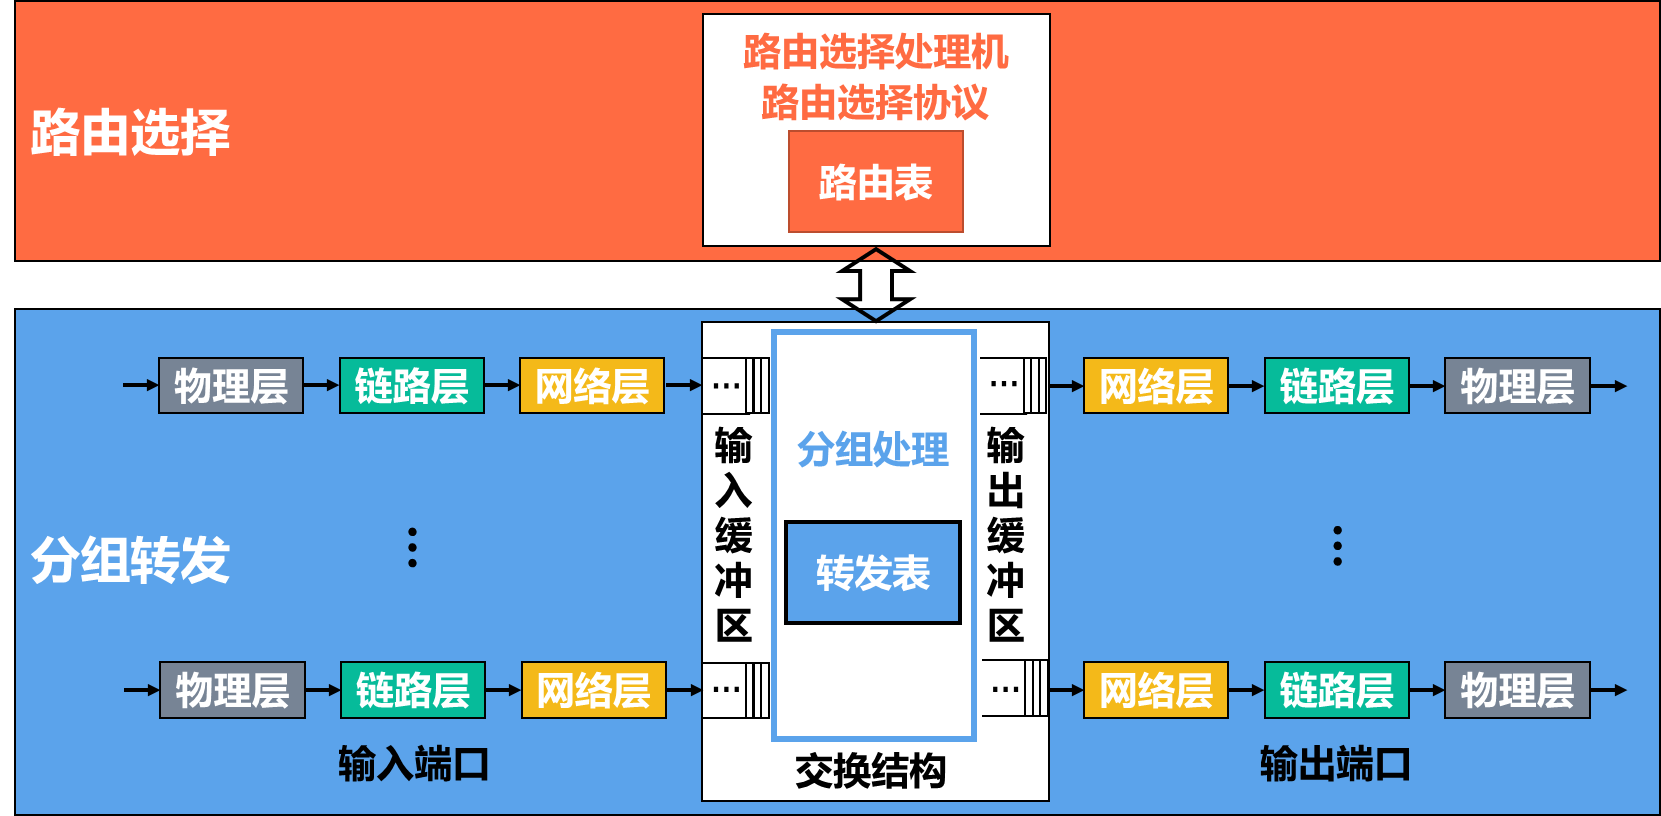 路由选择处理机
路由选择协议
路由选择
路由表
物理层
链路层
网络层
…
…
网络层
链路层
物理层
输入缓冲区
分组处理
输出缓冲区
分组转发
⋮
转发表
⋮
物理层
链路层
网络层
…
…
网络层
链路层
物理层
输入端口
交换结构
输出端口